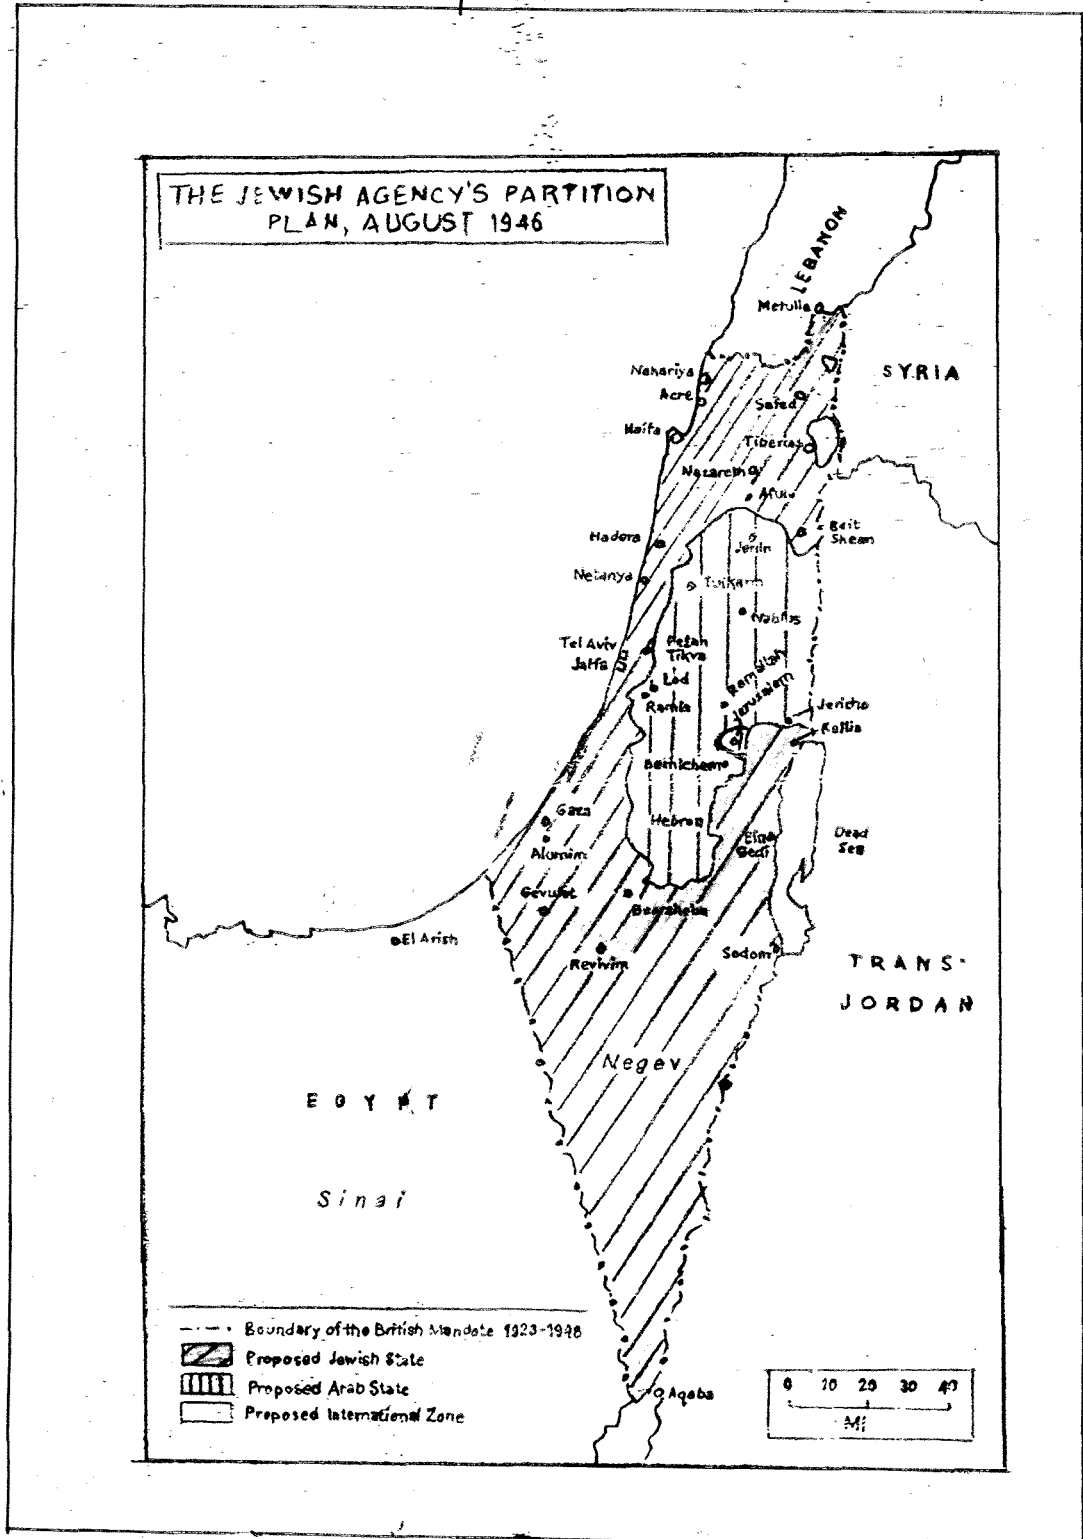 THE JEWISH AGENCY'S PARTITION
PLAN, AUGUST 1946
LEBANON
Metulla
SYRIA
Nahariya
Acre
Safed
Haifa
Tiberias
Nazareth
Beit
Shean
Hadera
Jenin
Netanya
Tulkarm
Nablus
Tel Aviv
Jaffa
Petah
Tikva
Lod
Ramla
Ramallah
Jerusalem
Jericho
Kallia
Bethlehem
Gaza
Hebron
Ein
Gedi
Dead
Sea
Alumim
Gevulot
Beersheba
El Arish
Revivim
Sodom
TRANS-
JORDAN
Negev
EGYPT
Sinai
Boundary of the British Mandate 1923-1948
Proposed Jewish State
Proposed Arab State
Proposed International Zone
Aqaba
0 10 20 30 40
MI